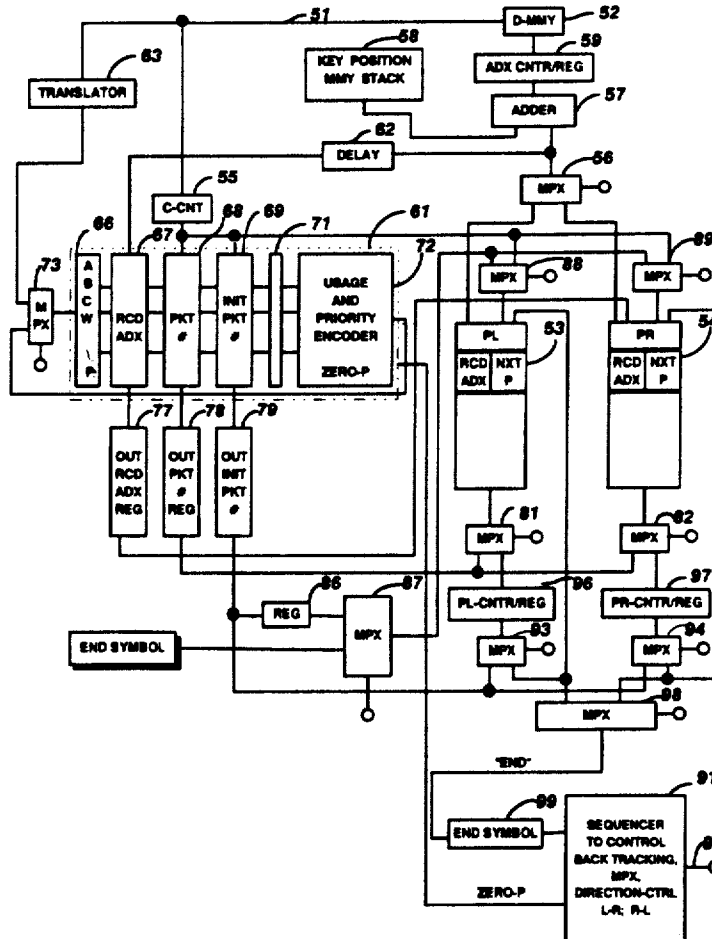 51
D-MMY
52
63
58
59
KEY POSITION
MMY STACK
ADX CNTR/REG
TRANSLATOR
ADDER
57
62
DELAY
56
MPX
55
C-CNT
66
67
68
69
71
61
72
73
88
89
MPX
MPX
M
PX
A
B
C
W
\
P
RCD
ADX
PKT
#
INIT
PKT
#
USAGE
AND
PRIORITY
ENCODER
ZERO-P
PL
53
RCD
ADX
NXT
P
PR
54
RCD
ADX
NXT
P
77
78
79
OUT
RCD
ADX
REG
OUT
PKT
#
REG
OUT
INIT
PKT
#
81
MPX
82
MPX
86
REG
87
MPX
96
PL-CNTR/REG
97
PR-CNTR/REG
END SYMBOL
93
MPX
94
MPX
98
MPX
"END"
99
END SYMBOL
91
SEQUENCER
TO CONTROL
BACK TRACKING,
MPX,
DIRECTION-CTRL
L-R; R-L
ZERO-P